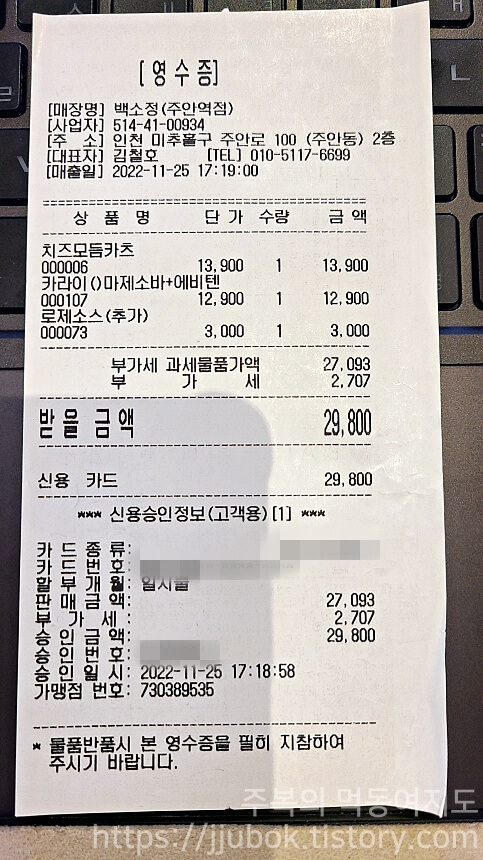 [영수증]
[매장명] 백소정(주안역점)
[사업자] 514-41-00934
[주 소] 인천 미추홀구 주안로 100 (주안동) 2층
[대표자] 김철호 [TEL] 010-5117-6699
[매출일] 2022-11-25 17:19:00
상 품 명 단 가 수량 금 액
치즈모듬카츠
000006 13,900 1 13,900
카라이()마제소바+에비텐
000107 12,900 1 12,900
로제소스(추가)
000073 3,000 1 3,000
부가세 과세물품가액 27,093
부 가 세 2,707
받을 금액 29,800
신용 카드 29,800
*** 신용승인정보(고객용)[1] ***
카 드 종 류:
카 드 번 호:
할 부 개 월: 일시불
판 매 금 액: 27,093
부 가 세 : 2,707
승 인 금 액: 29,800
승 인 번 호:
승 인 일 시: 2022-11-25 17:18:58
가맹점 번호: 730389535
* 물품반품시 본 영수증을 필히 지참하여
주시기 바랍니다.
주복의 먹동여지도
https://jjubok.tistory.com